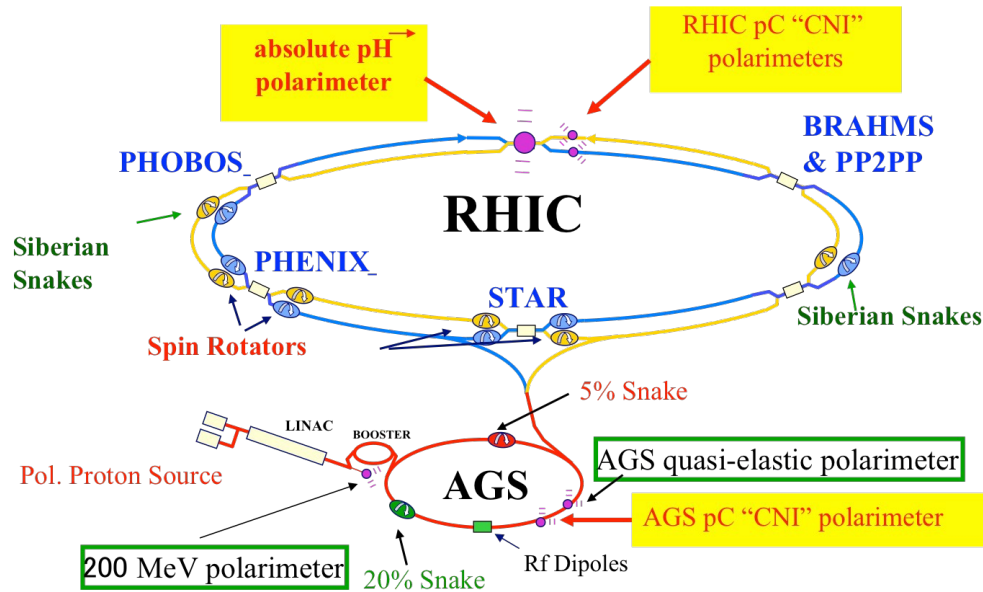 absolute pH
polarimeter
RHIC pC “CNI”
polarimeters
BRAHMS
& PP2PP
PHOBOS_
RHIC
Siberian
Snakes
PHENIX_
STAR
Siberian Snakes
Spin Rotators
5% Snake
LINAC
BOOSTER
Pol. Proton Source
AGS
AGS quasi-elastic polarimeter
AGS pC “CNI” polarimeter
200 MeV polarimeter
20% Snake
Rf Dipoles